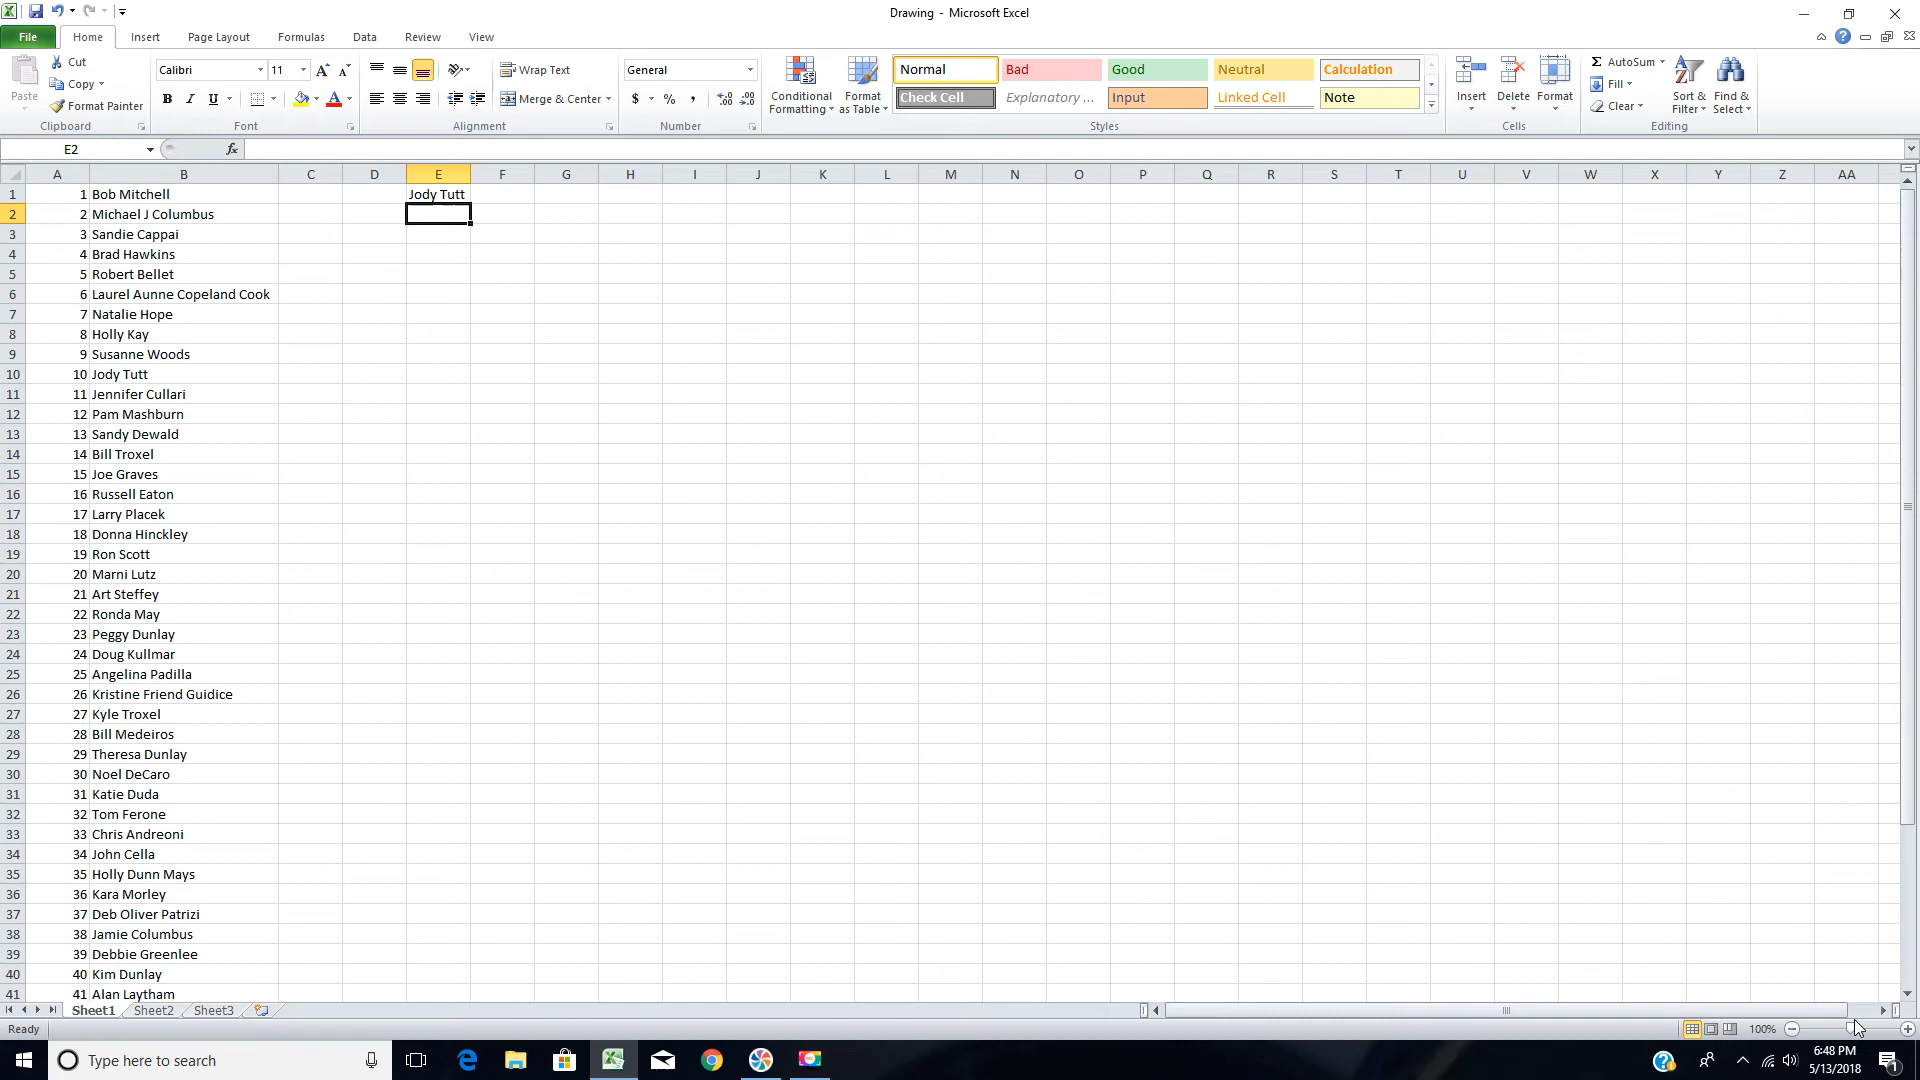 Drawing - Microsoft Excel
File Home Insert Page Layout Formulas Data Review View
Paste
Cut
Copy
Format Painter
Clipboard
Calibri 11
B I U
Font
Wrap Text
Merge & Center
Alignment
General
$ % ,
Number
Conditional Formatting
Format as Table
Normal Bad Good Neutral Calculation
Check Cell Explanatory ... Input Linked Cell Note
Styles
Insert Delete Format
Cells
AutoSum
Fill
Clear
Sort & Filter
Find & Select
Editing
E2 fx
A B C D E F G H I J K L M N O P Q R S T U V W X Y Z AA
1 1 Bob Mitchell Jody Tutt
2 2 Michael J Columbus
3 3 Sandie Cappai
4 4 Brad Hawkins
5 5 Robert Bellet
6 6 Laurel Aunne Copeland Cook
7 7 Natalie Hope
8 8 Holly Kay
9 9 Susanne Woods
10 10 Jody Tutt
11 11 Jennifer Cullari
12 12 Pam Mashburn
13 13 Sandy Dewald
14 14 Bill Troxel
15 15 Joe Graves
16 16 Russell Eaton
17 17 Larry Placek
18 18 Donna Hinckley
19 19 Ron Scott
20 20 Marni Lutz
21 21 Art Steffey
22 22 Ronda May
23 23 Peggy Dunlay
24 24 Doug Kullmar
25 25 Angelina Padilla
26 26 Kristine Friend Guidice
27 27 Kyle Troxel
28 28 Bill Medeiros
29 29 Theresa Dunlay
30 30 Noel DeCaro
31 31 Katie Duda
32 32 Tom Ferone
33 33 Chris Andreoni
34 34 John Cella
35 35 Holly Dunn Mays
36 36 Kara Morley
37 37 Deb Oliver Patrizi
38 38 Jamie Columbus
39 39 Debbie Greenlee
40 40 Kim Dunlay
41 41 Alan Laytham
Sheet1 Sheet2 Sheet3
Ready 100%
Type here to search
6:48 PM
5/13/2018
1